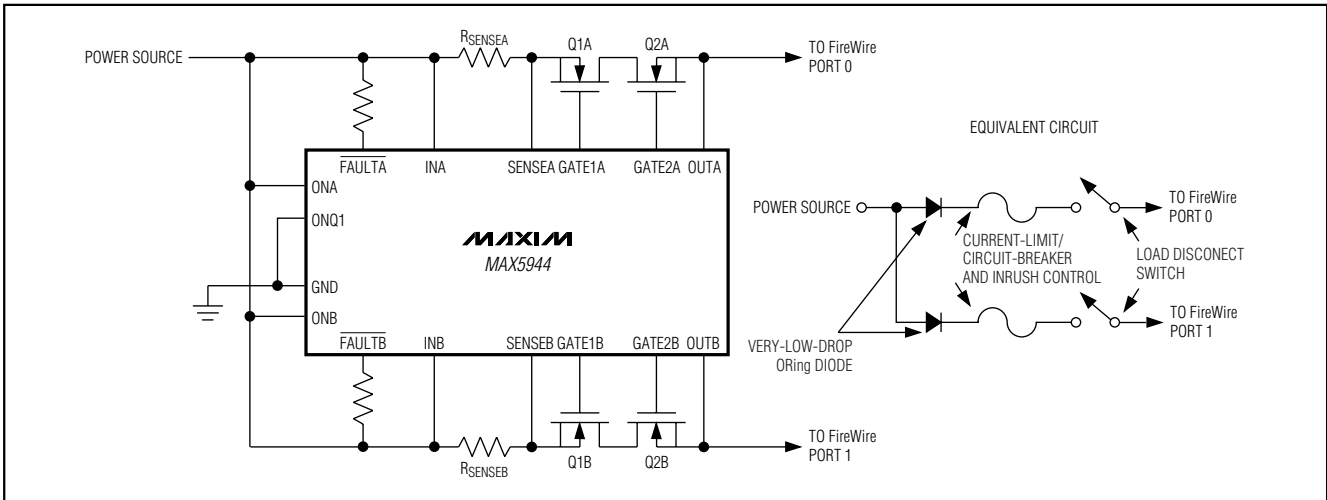 POWER SOURCE
RSENSEA
Q1A
Q2A
TO FireWire
PORT 0
FAULTA
INA
SENSEA GATE1A
GATE2A OUTA
ONA
ONQ1
GND
ONB
MAXIM
MAX5944
FAULTB
INB
SENSEB GATE1B
GATE2B OUTB
RSENSEB
Q1B
Q2B
TO FireWire
PORT 1
EQUIVALENT CIRCUIT
POWER SOURCE
TO FireWire
PORT 0
CURRENT-LIMIT/
CIRCUIT-BREAKER
AND INRUSH CONTROL
LOAD DISCONECT
SWITCH
TO FireWire
PORT 1
VERY-LOW-DROP
ORing DIODE